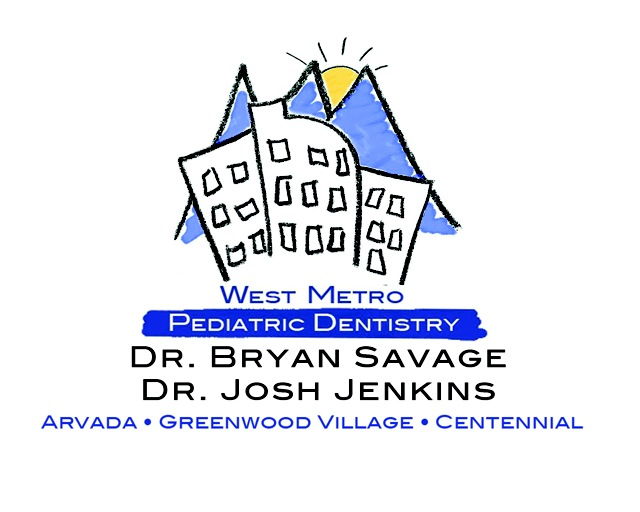 West Metro
Pediatric Dentistry
Dr. Bryan Savage
Dr. Josh Jenkins
Arvada • Greenwood Village • Centennial